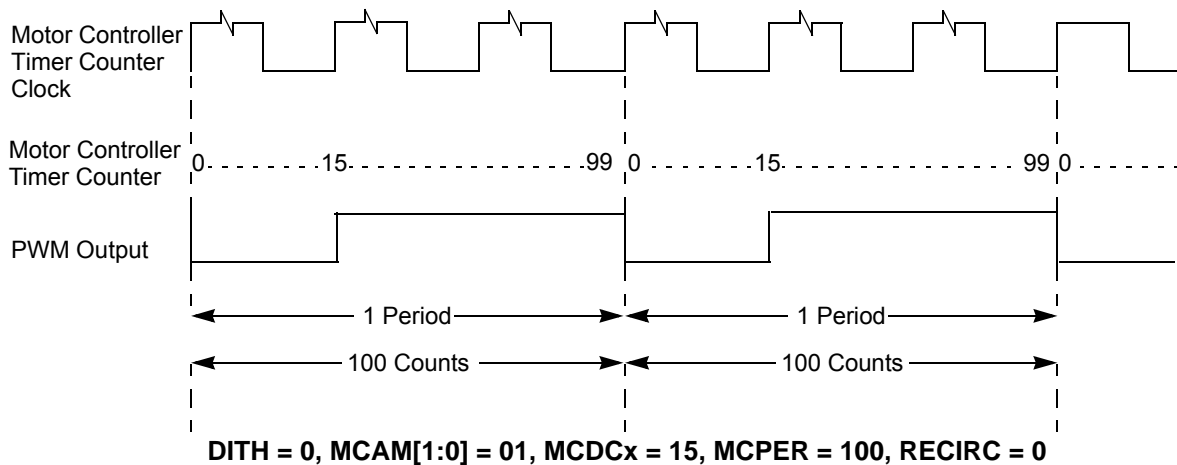 Motor Controller
Timer Counter
Clock
Motor Controller
Timer Counter
0 15 99 0 15 99 0
PWM Output
1 Period 1 Period
100 Counts 100 Counts
DITH = 0, MCAM[1:0] = 01, MCDCx = 15, MCPER = 100, RECIRC = 0